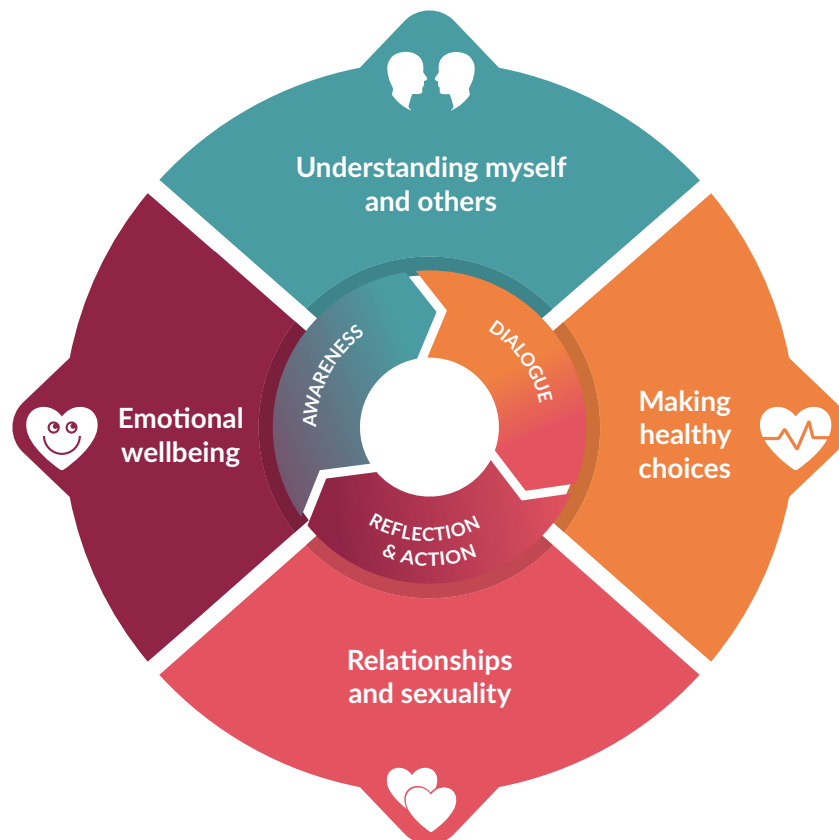 Understanding myself
and others
AWARENESS
DIALOGUE
Emotional
wellbeing
Making
healthy
choices
REFLECTION
& ACTION
Relationships
and sexuality